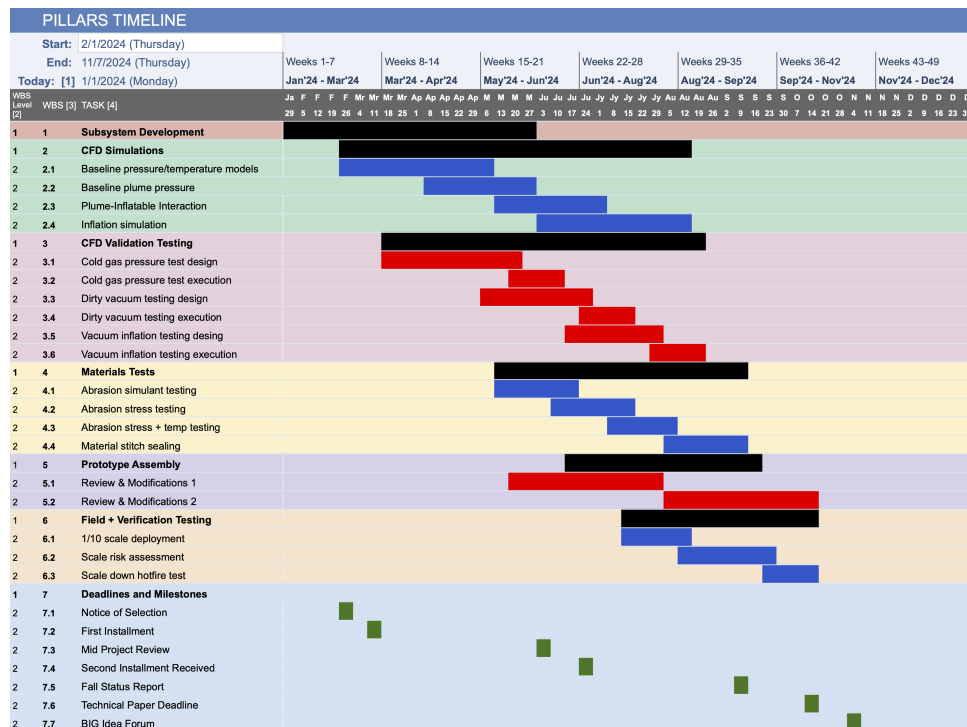 PILLARS TIMELINE
Start: 2/1/2024 (Thursday)
End: 11/7/2024 (Thursday) Weeks 1-7 Weeks 8-14 Weeks 15-21 Weeks 22-28 Weeks 29-35 Weeks 36-42 Weeks 43-49
Today: [1] 1/1/2024 (Monday) Jan'24 - Mar'24 Mar'24 - Apr'24 May'24 - Jun'24 Jun'24 - Aug'24 Aug'24 - Sep'24 Sep'24 - Nov'24 Nov'24 - Dec'24
WBS Level [2] WBS [3] TASK [4] Ja F F F F Mr Mr Mr Mr Ap Ap Ap Ap Ap M M M M Ju Ju Ju Ju Jy Jy Jy Jy Jy Au Au Au Au S S S S S O O O O N N N N D D D D
29 5 12 19 26 4 11 18 25 1 8 15 22 29 6 13 20 27 3 10 17 24 1 8 15 22 29 5 12 19 26 2 9 16 23 30 7 14 21 28 4 11 18 25 2 9 16 23
1 1 Subsystem Development
1 2 CFD Simulations
2 2.1 Baseline pressure/temperature models
2 2.2 Baseline plume pressure
2 2.3 Plume-Inflatable Interaction
2 2.4 Inflation simulation
1 3 CFD Validation Testing
2 3.1 Cold gas pressure test design
2 3.2 Cold gas pressure test execution
2 3.3 Dirty vacuum testing design
2 3.4 Dirty vacuum testing execution
2 3.5 Vacuum inflation testing desing
2 3.6 Vacuum inflation testing execution
1 4 Materials Tests
2 4.1 Abrasion simulant testing
2 4.2 Abrasion stress testing
2 4.3 Abrasion stress + temp testing
2 4.4 Material stitch sealing
1 5 Prototype Assembly
2 5.1 Review & Modifications 1
2 5.2 Review & Modifications 2
1 6 Field + Verification Testing
2 6.1 1/10 scale deployment
2 6.2 Scale risk assessment
2 6.3 Scale down hotfire test
1 7 Deadlines and Milestones
2 7.1 Notice of Selection
2 7.2 First Installment
2 7.3 Mid Project Review
2 7.4 Second Installment Received
2 7.5 Fall Status Report
2 7.6 Technical Paper Deadline
2 7.7 BIG Idea Forum